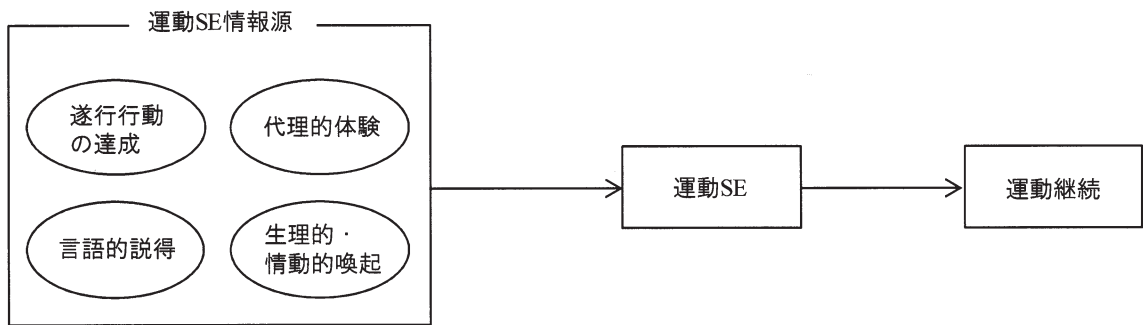 運動SE情報源
遂行行動
の達成
代理的体験
言語的説得
生理的・
情動的喚起
運動SE
運動継続